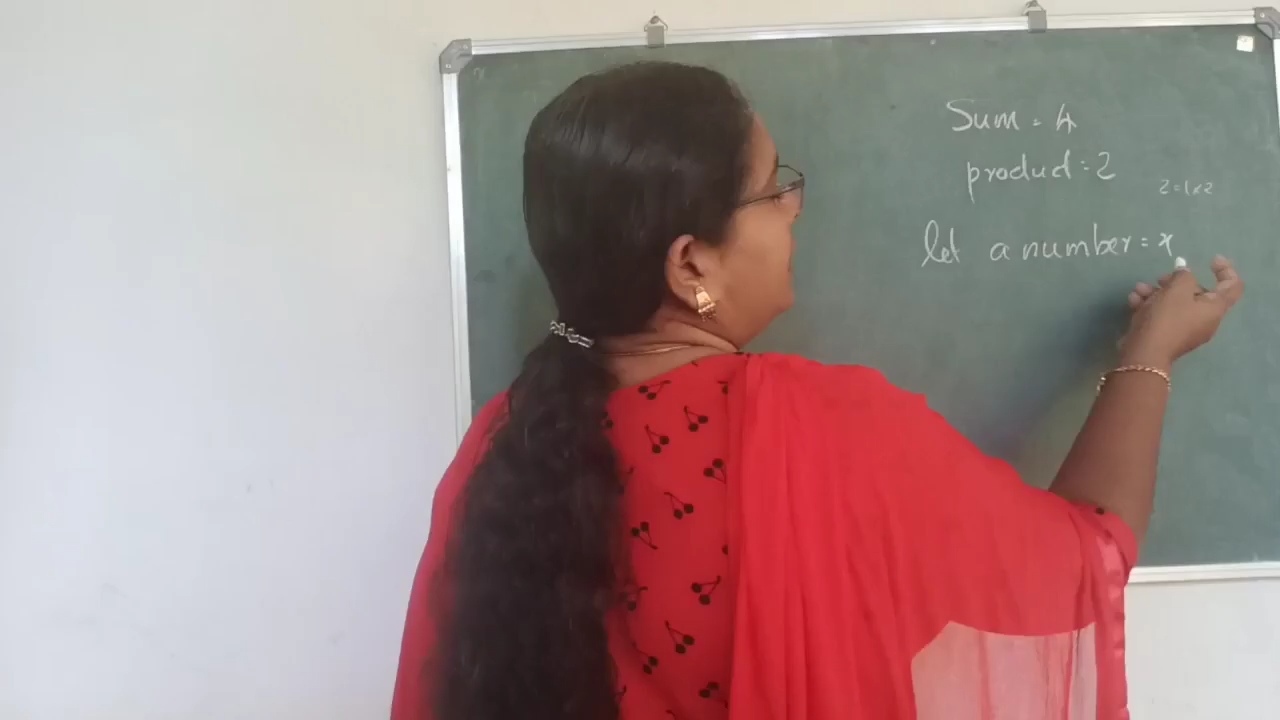 Sum = 4
product = 2
2 = 1 x 2
let a number = x